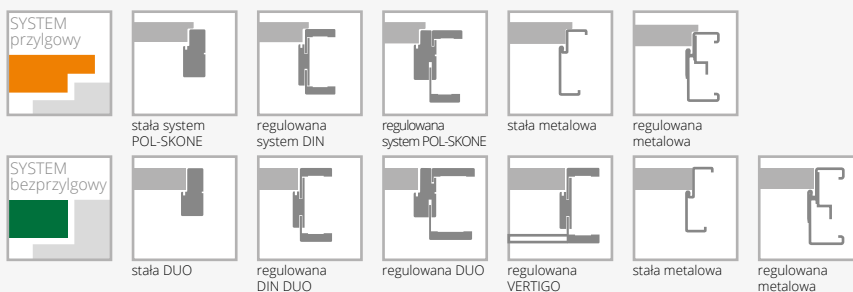 SYSTEM
przylgowy
stała system
POL-SKONE
regulowana
system DIN
regulowana
system POL-SKONE
stała metalowa
regulowana
metalowa
SYSTEM
bezprzylgowy
stała DUO
regulowana
DIN DUO
regulowana DUO
regulowana
VERTIGO
stała metalowa
regulowana
metalowa